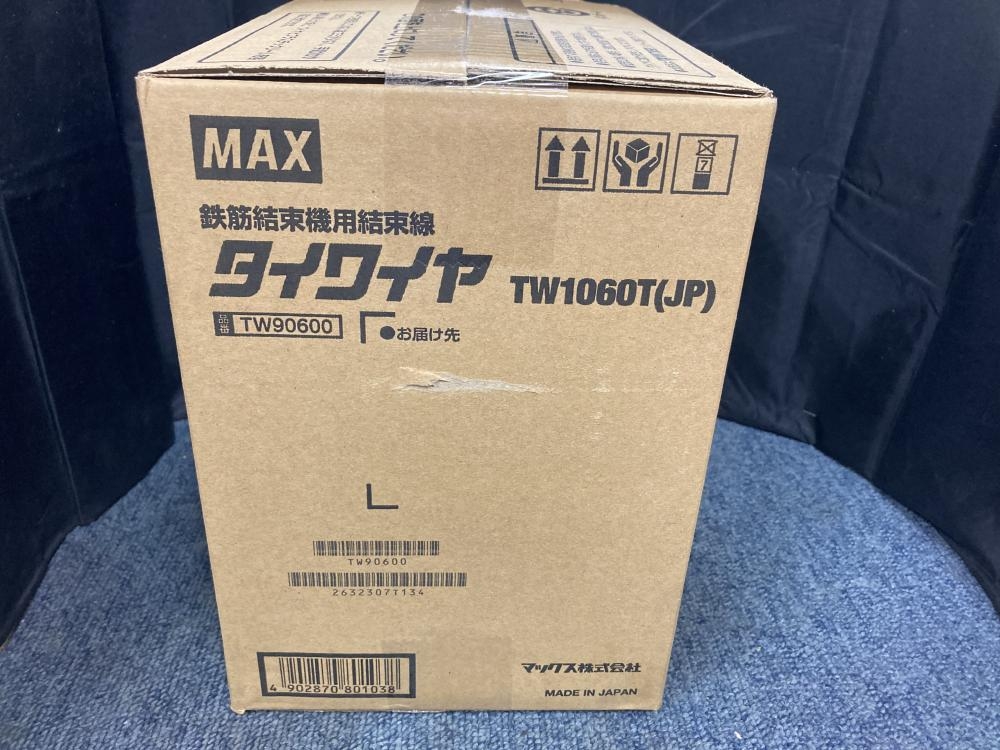 MAX
7
鉄筋結束機用結束線
タイワイヤ TW1060T(JP)
品番 TW90600
●お届け先
TW90600
2632307T134
4 902870 801038
マックス株式会社
MADE IN JAPAN